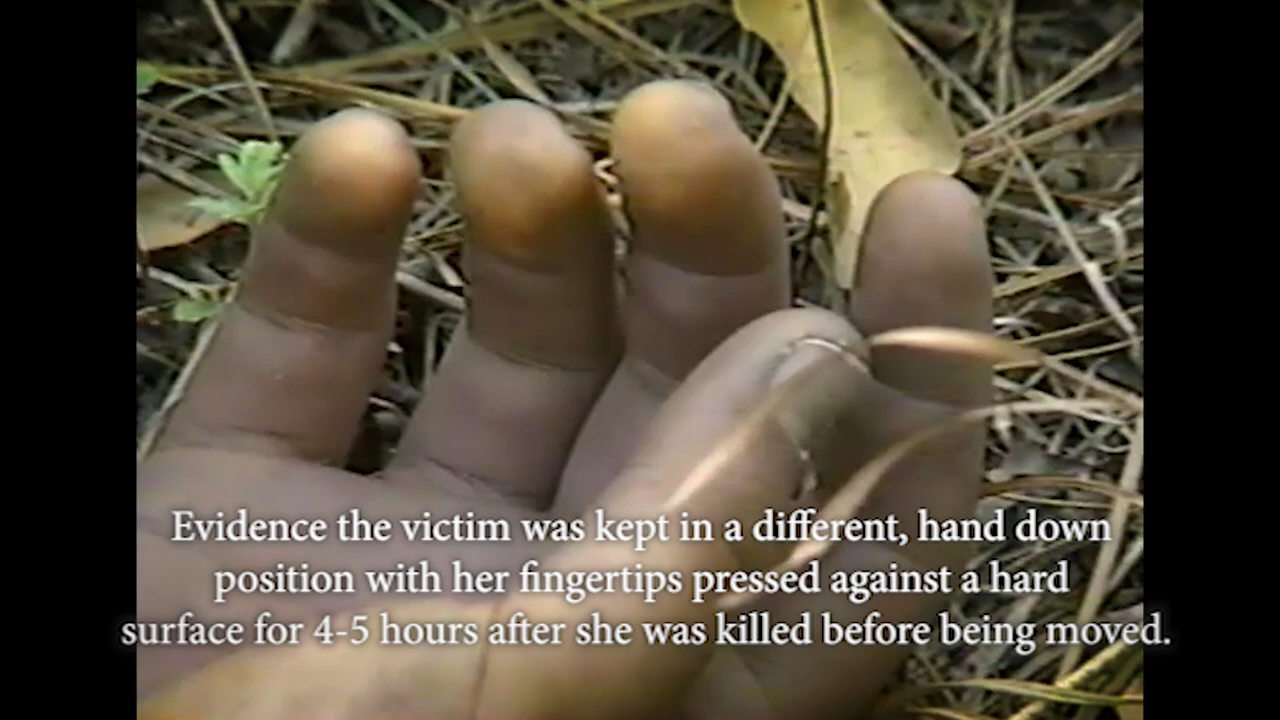 Evidence the victim was kept in a different, hand down
position with her fingertips pressed against a hard
surface for 4-5 hours after she was killed before being moved.